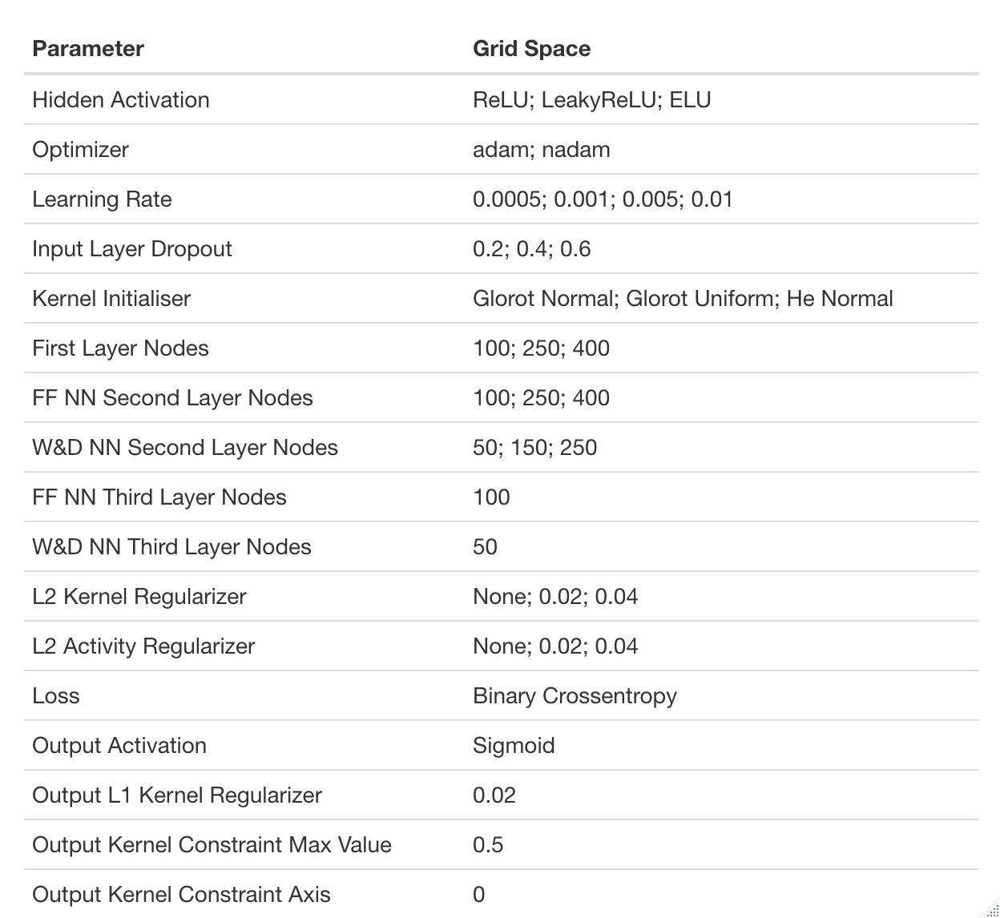 Parameter Grid Space
Hidden Activation ReLU; LeakyReLU; ELU
Optimizer adam; nadam
Learning Rate 0.0005; 0.001; 0.005; 0.01
Input Layer Dropout 0.2; 0.4; 0.6
Kernel Initialiser Glorot Normal; Glorot Uniform; He Normal
First Layer Nodes 100; 250; 400
FF NN Second Layer Nodes 100; 250; 400
W&D NN Second Layer Nodes 50; 150; 250
FF NN Third Layer Nodes 100
W&D NN Third Layer Nodes 50
L2 Kernel Regularizer None; 0.02; 0.04
L2 Activity Regularizer None; 0.02; 0.04
Loss Binary Crossentropy
Output Activation Sigmoid
Output L1 Kernel Regularizer 0.02
Output Kernel Constraint Max Value 0.5
Output Kernel Constraint Axis 0